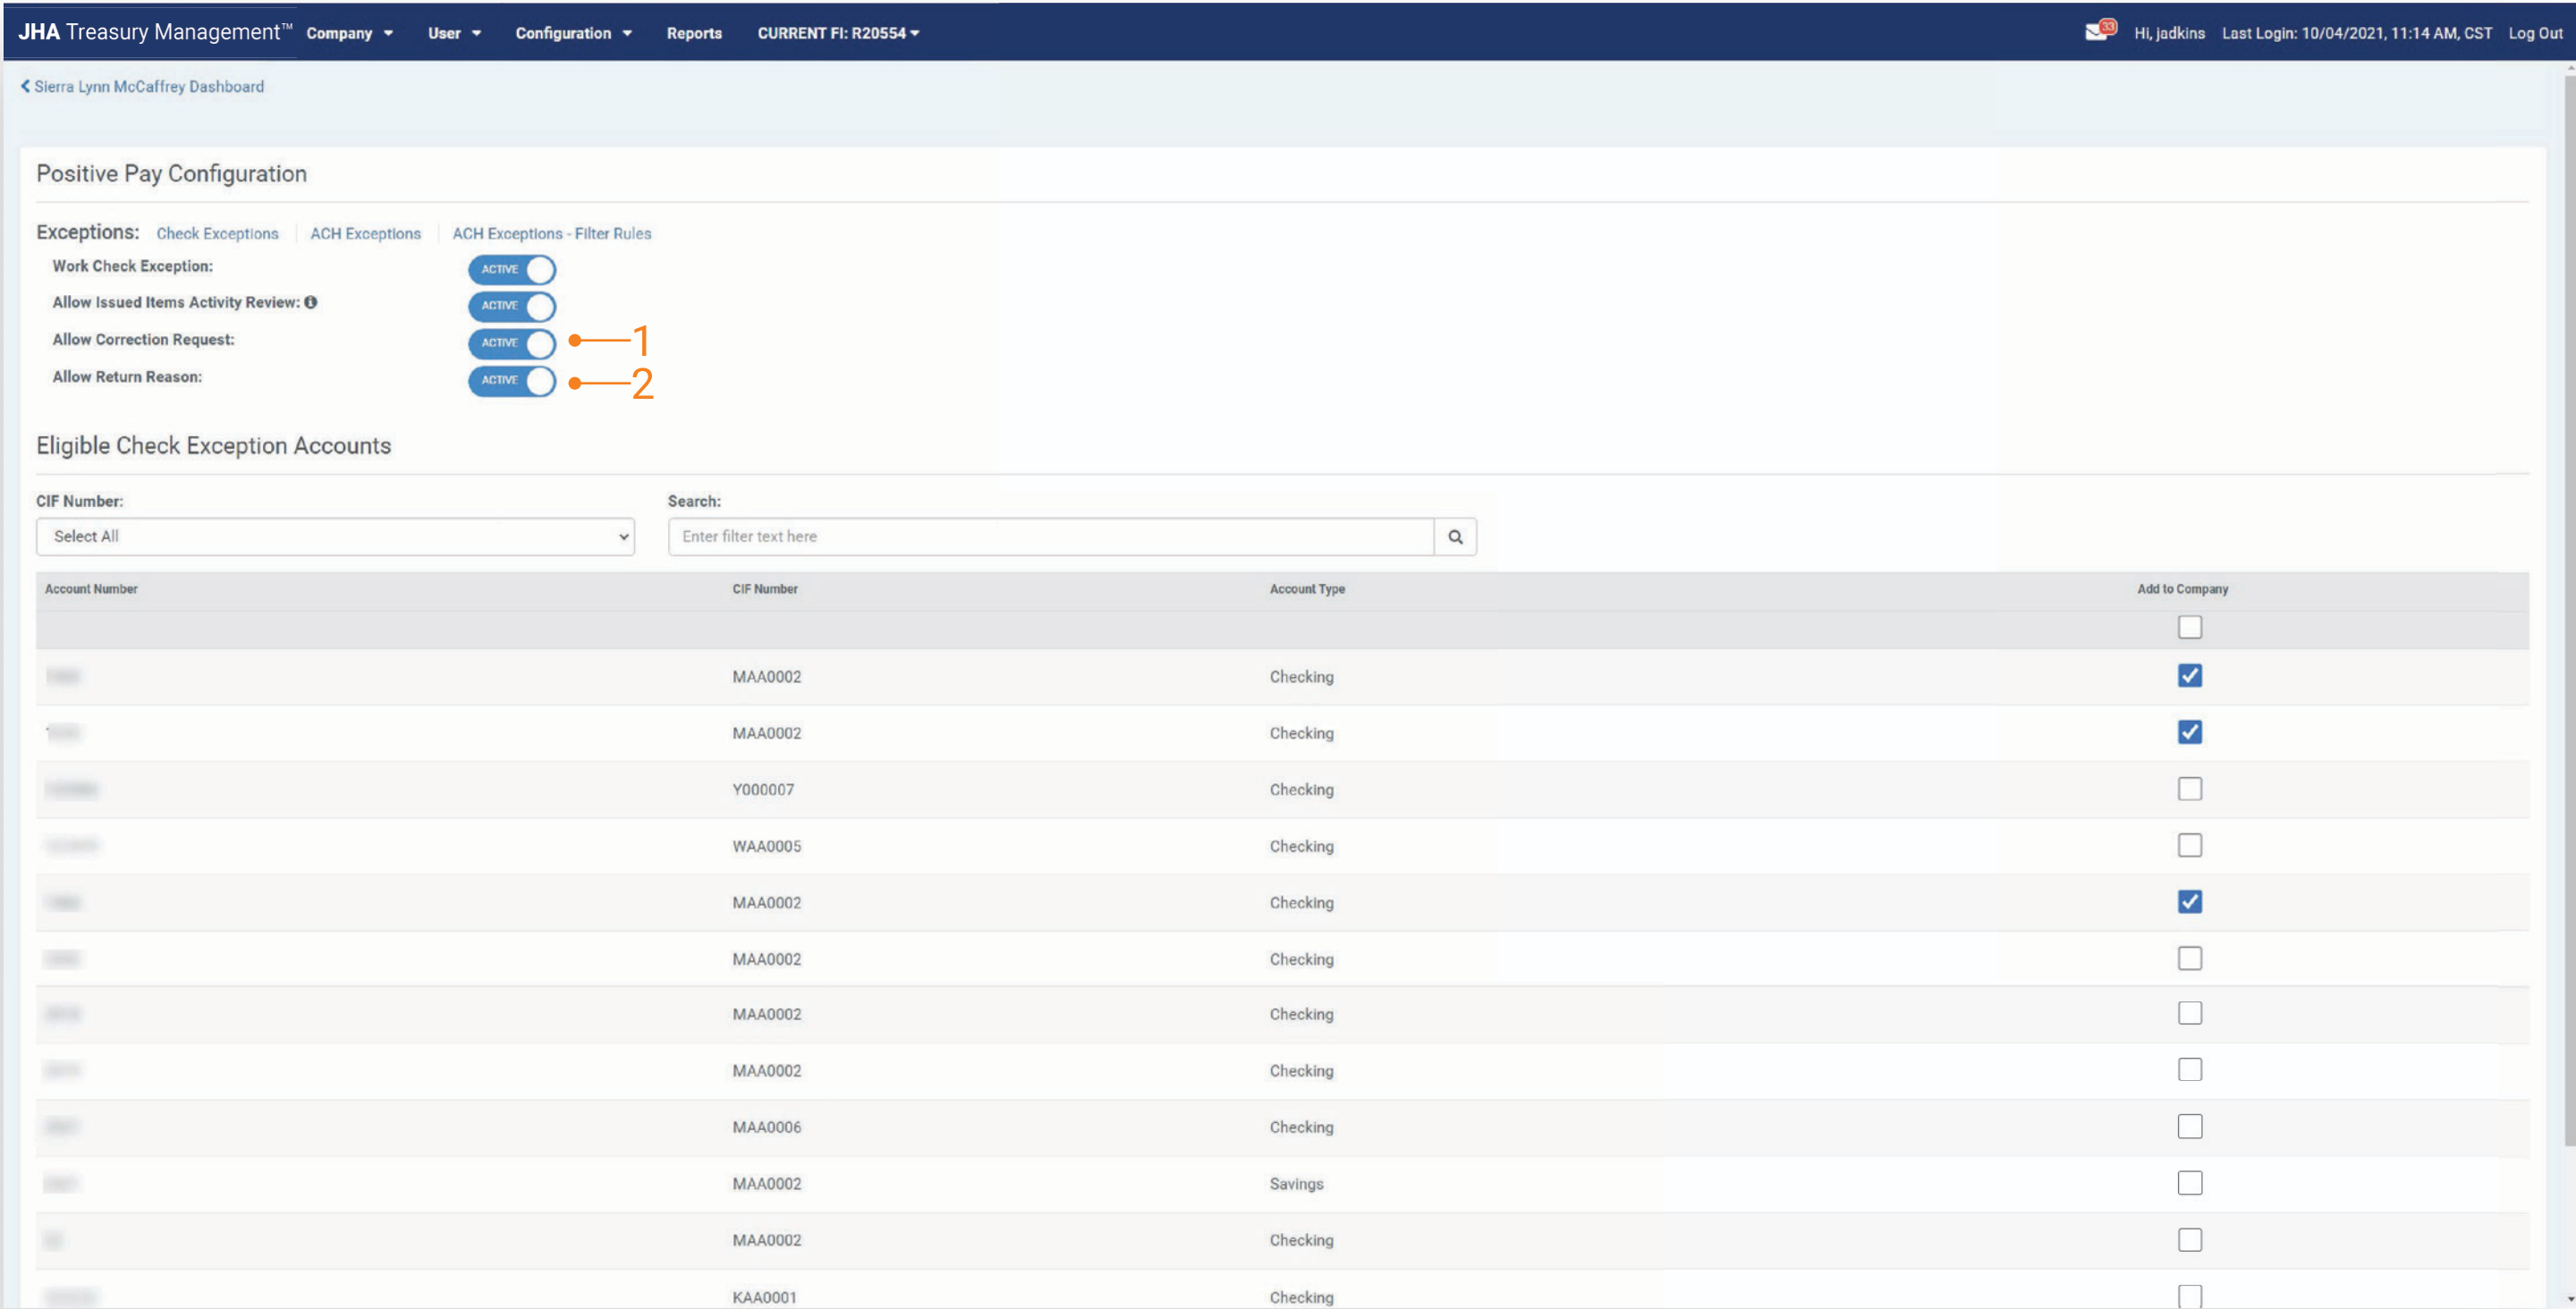 JHA Treasury Management™ Company User Configuration Reports CURRENT FI: R20554 33 Hi, jadkins Last Login: 10/04/2021, 11:14 AM, CST Log Out
Sierra Lynn McCaffrey Dashboard
Positive Pay Configuration
Exceptions: Check Exceptions ACH Exceptions ACH Exceptions - Filter Rules
Work Check Exception: ACTIVE
Allow Issued Items Activity Review: ACTIVE
Allow Correction Request: ACTIVE 1
Allow Return Reason: ACTIVE 2
Eligible Check Exception Accounts
CIF Number: Search:
Select All Enter filter text here
Account Number CIF Number Account Type Add to Company
MAA0002 Checking
MAA0002 Checking
Y000007 Checking
WAA0005 Checking
MAA0002 Checking
MAA0002 Checking
MAA0002 Checking
MAA0002 Checking
MAA0006 Checking
MAA0002 Savings
MAA0002 Checking
KAA0001 Checking